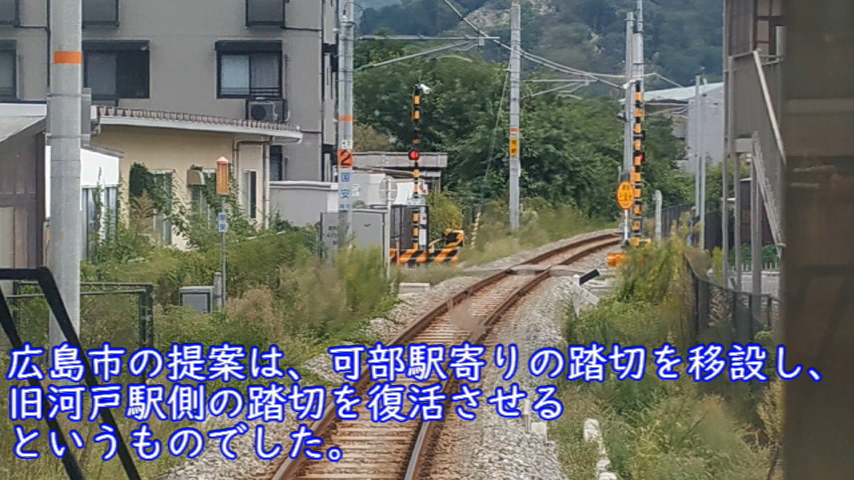 2
広島市の提案は、可部駅寄りの踏切を移設し、
旧河戸駅側の踏切を復活させる
というものでした。